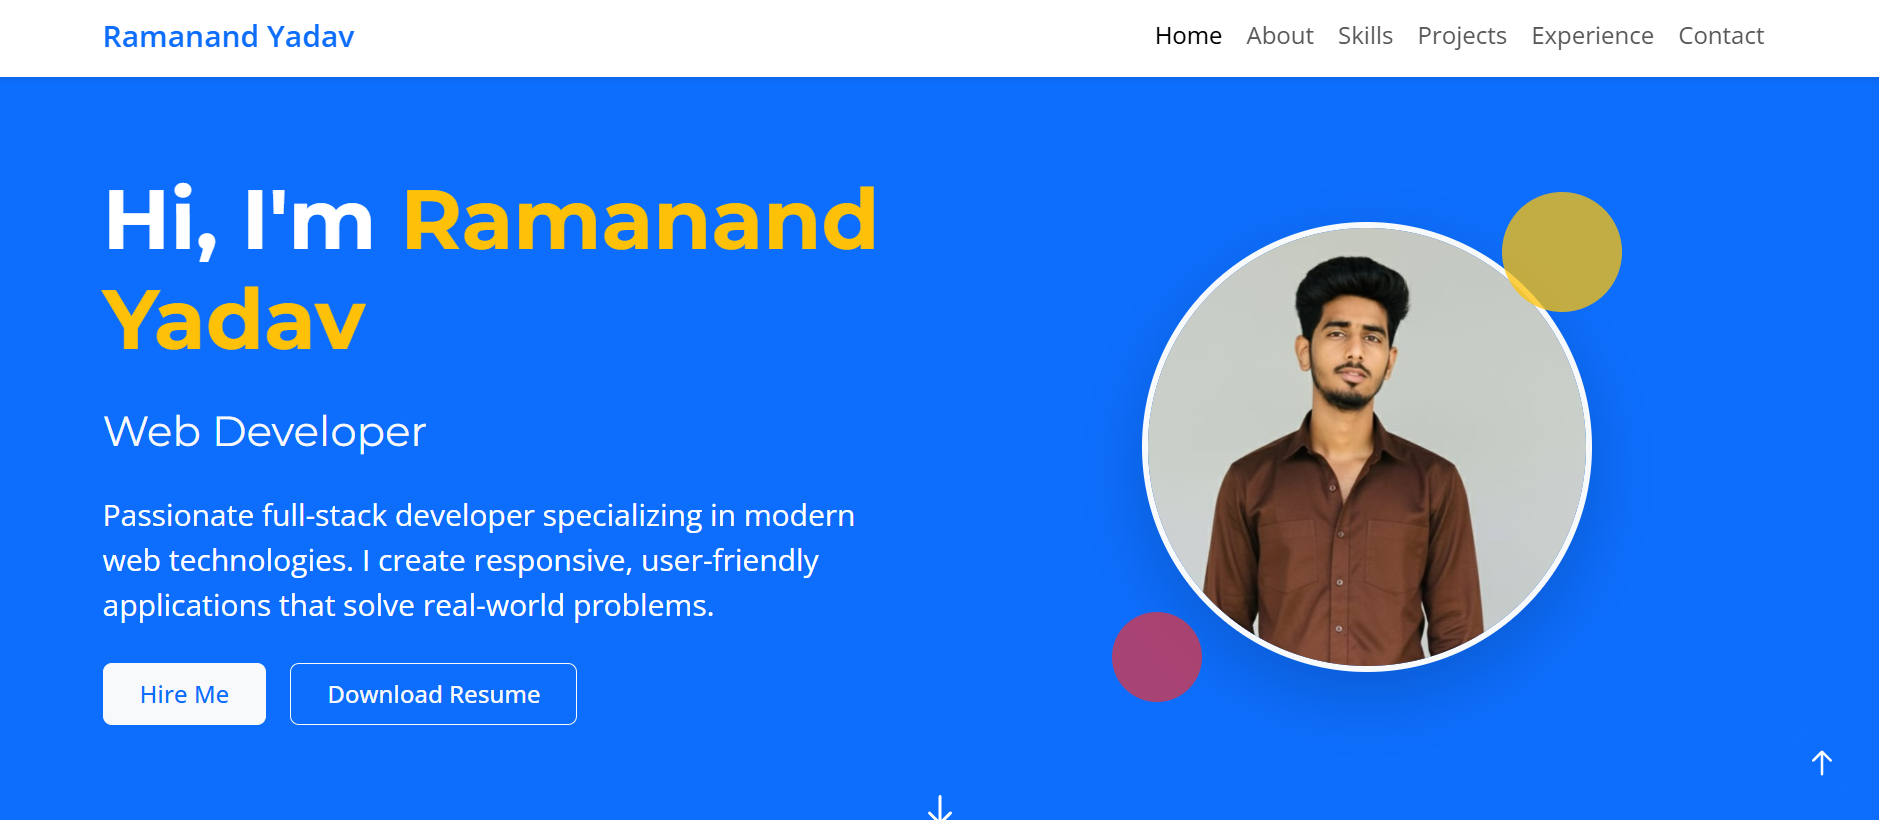 Ramanand Yadav
Home About Skills Projects Experience Contact
Hi, I'm Ramanand
Yadav
Web Developer
Passionate full-stack developer specializing in modern
web technologies. I create responsive, user-friendly
applications that solve real-world problems.
Hire Me
Download Resume